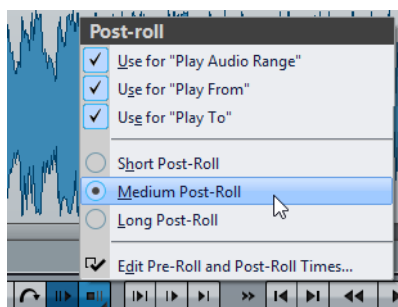 Post-roll
Use for "Play Audio Range"
Use for "Play From"
Use for "Play To"
Short Post-Roll
Medium Post-Roll
Long Post-Roll
Edit Pre-Roll and Post-Roll Times...